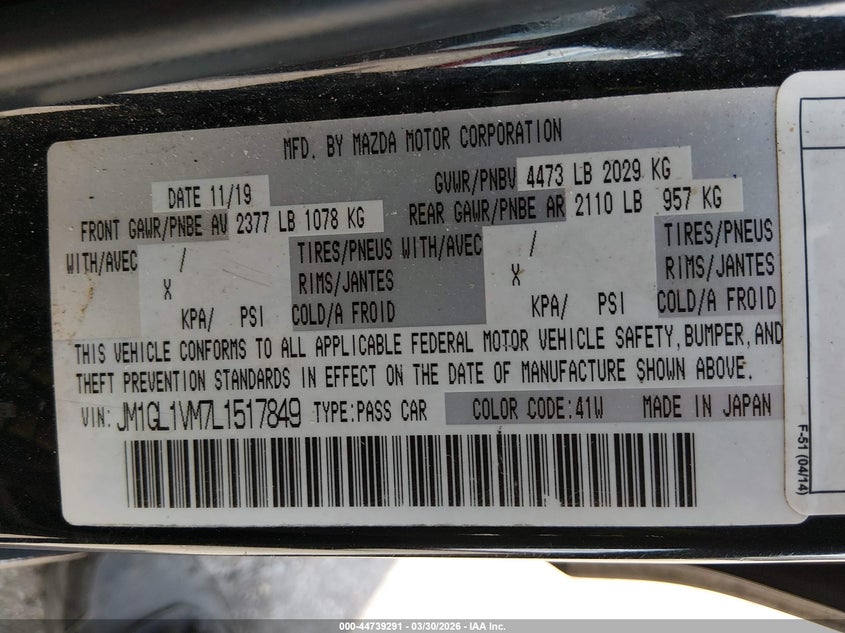 MFD. BY MAZDA MOTOR CORPORATION
DATE 11/19
GVWR/PNBV 4473 LB 2029 KG
FRONT GAWR/PNBE AV 2377 LB 1078 KG
REAR GAWR/PNBE AR 2110 LB 957 KG
WITH/AVEC / TIRES/PNEUS WITH/AVEC / TIRES/PNEUS
X RIMS/JANTES X RIMS/JANTES
KPA/ PSI COLD/A FROID KPA/ PSI COLD/A FROID
THIS VEHICLE CONFORMS TO ALL APPLICABLE FEDERAL MOTOR VEHICLE SAFETY, BUMPER, AND
THEFT PREVENTION STANDARDS IN EFFECT ON THE DATE OF MANUFACTURE SHOWN ABOVE.
VIN: JM1GL1VM7L1517849 TYPE: PASS CAR COLOR CODE: 41W MADE IN JAPAN
F-51 (04/14)
000-44739291 - 03/30/2026 - IAA Inc.